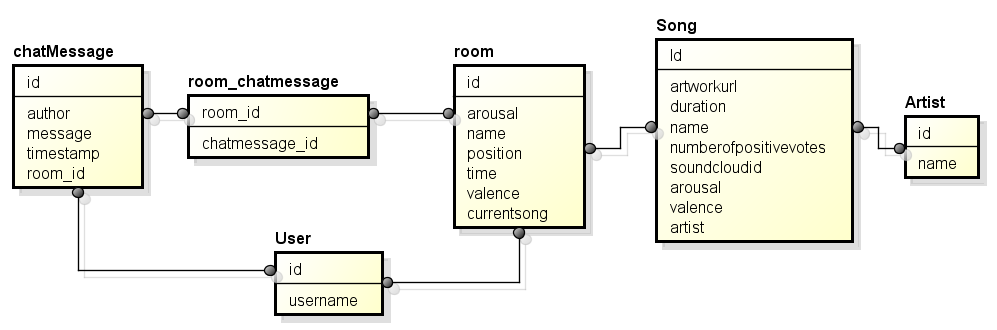 chatMessage
id
author
message
timestamp
room_id
room_chatmessage
room_id
chatmessage_id
room
id
arousal
name
position
time
valence
currentsong
Song
Id
artworkurl
duration
name
numberofpositivevotes
soundcloudid
arousal
valence
artist
Artist
id
name
User
id
username